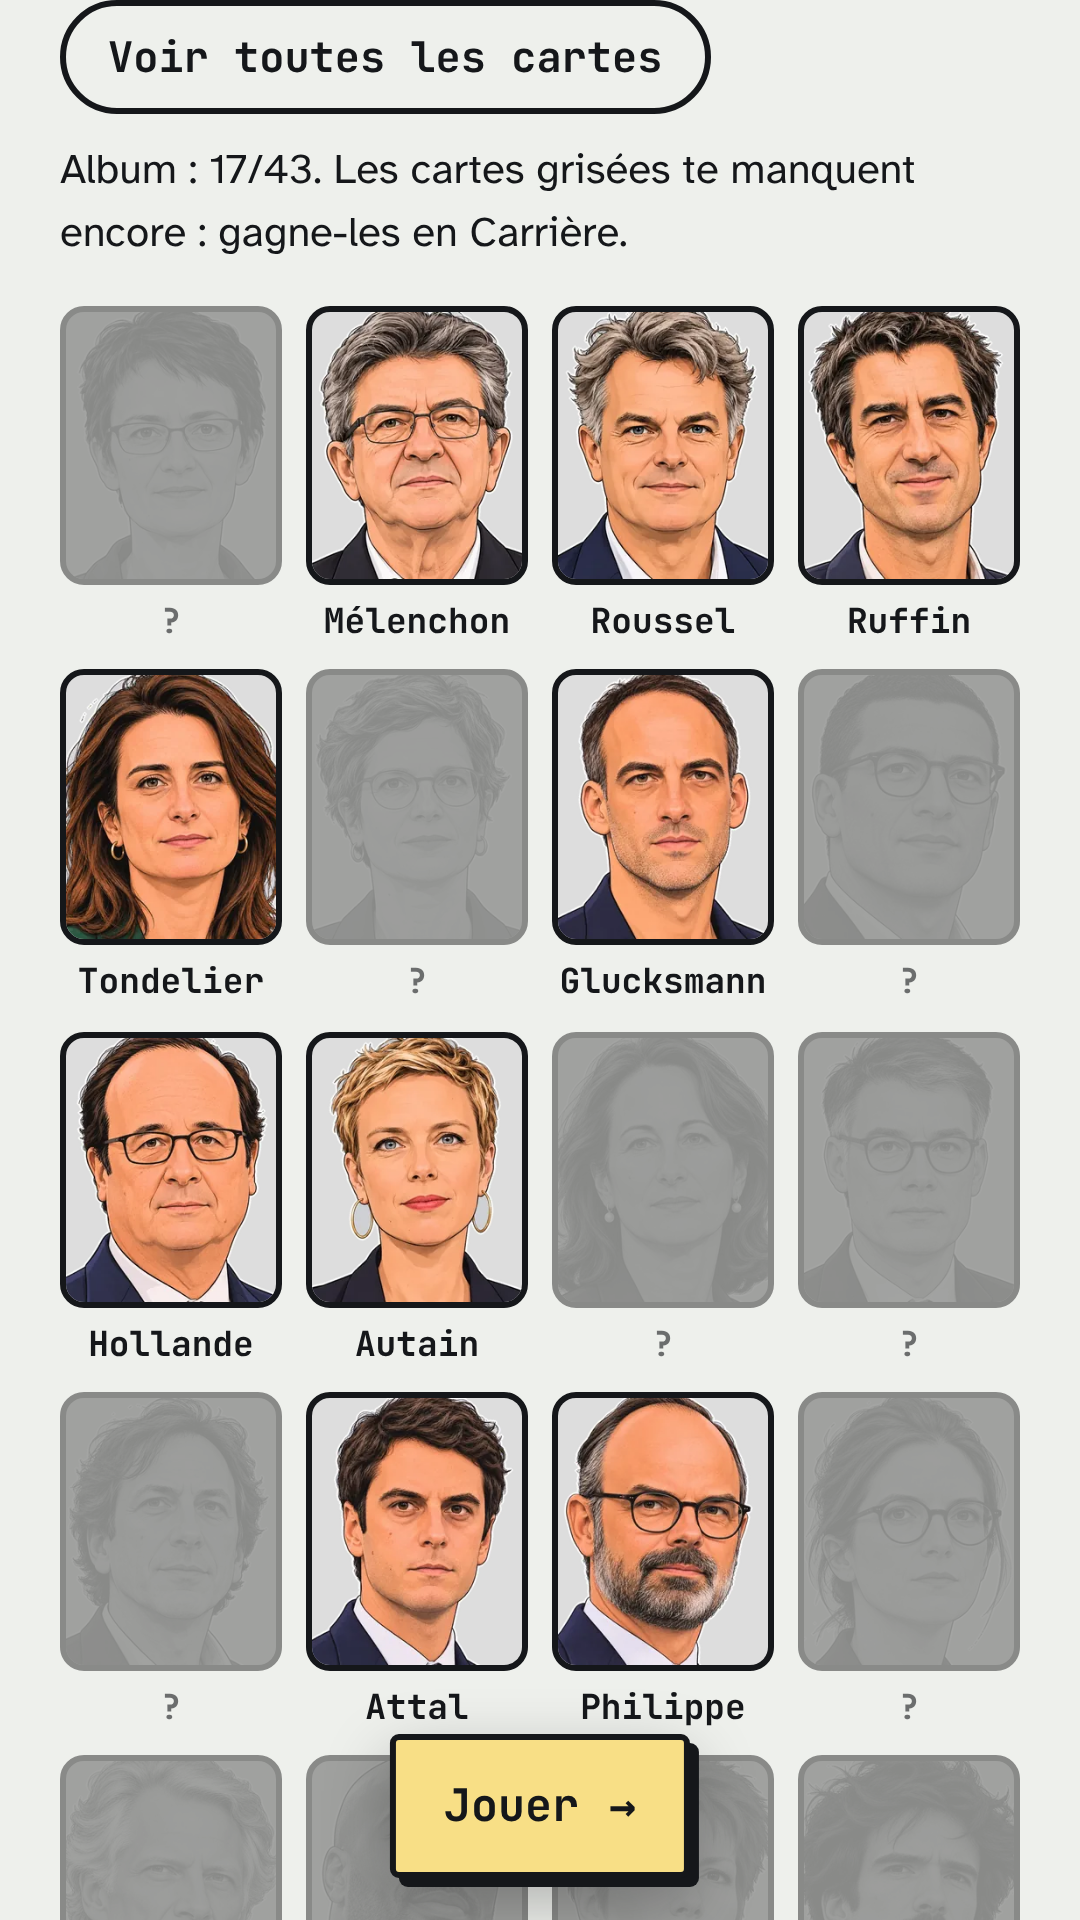 Voir toutes les cartes
Album : 17/43. Les cartes grisées te manquent
encore : gagne-les en Carrière.
? Mélenchon Roussel Ruffin
Tondelier ? Glucksmann ?
Hollande Autain ? ?
? Attal Philippe ?
Jouer →